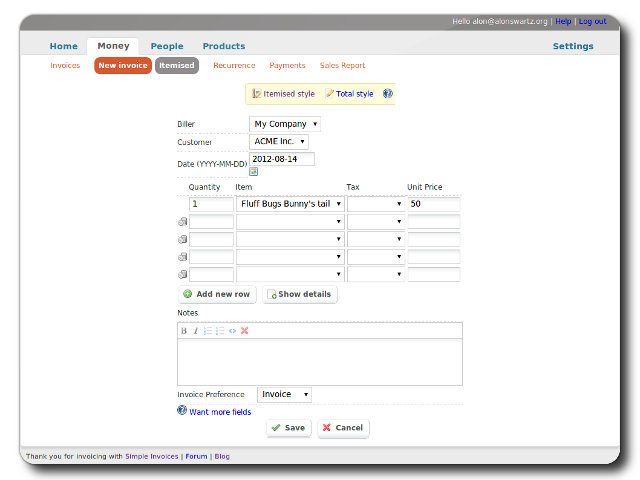 Hello alon@alonswartz.org | Help | Log out
Home Money People Products Settings
Invoices New invoice Itemised Recurrence Payments Sales Report
Itemised style Total style
Biller My Company
Customer ACME Inc.
Date (YYYY-MM-DD) 2012-08-14
Quantity Item Tax Unit Price
1 Fluff Bugs Bunny's tail 50
Add new row Show details
Notes
B I
Invoice Preference Invoice
Want more fields
Save Cancel
Thank you for invoicing with Simple Invoices | Forum | Blog